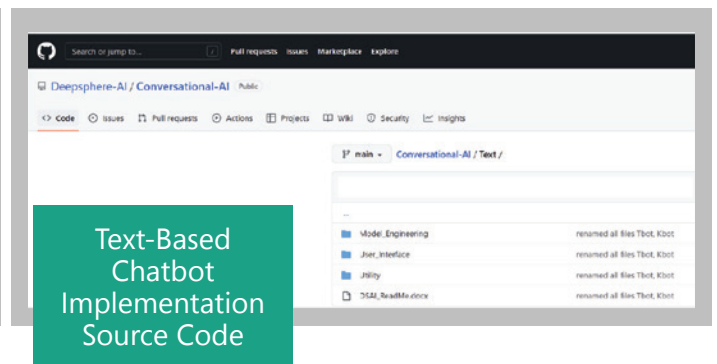 Search or jump to... / Pull requests Issues Marketplace Explore
Deepsphere-AI / Conversational-AI Public
<> Code Issues Pull requests Actions Projects Wiki Security Insights
main Conversational-AI / Text /
..
Model_Engineering renamed all files Tbot, Kbot
User_Interface renamed all files Tbot, Kbot
Utility renamed all files Tbot, Kbot
DSAI_ReadMe.docx renamed all files Tbot, Kbot
Text-Based
Chatbot
Implementation
Source Code